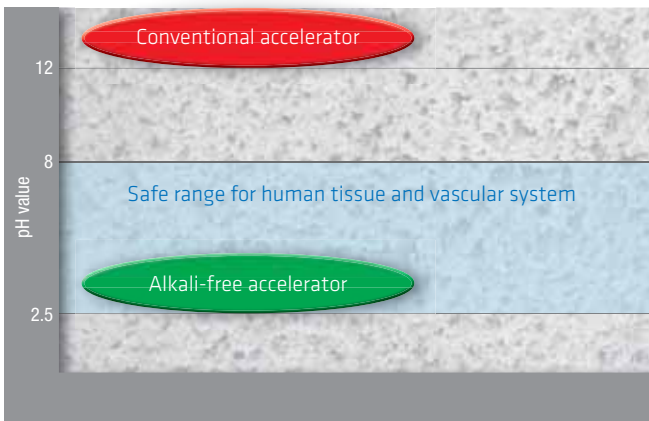 Conventional accelerator
12
8
Safe range for human tissue and vascular system
pH value
Alkali-free accelerator
2.5